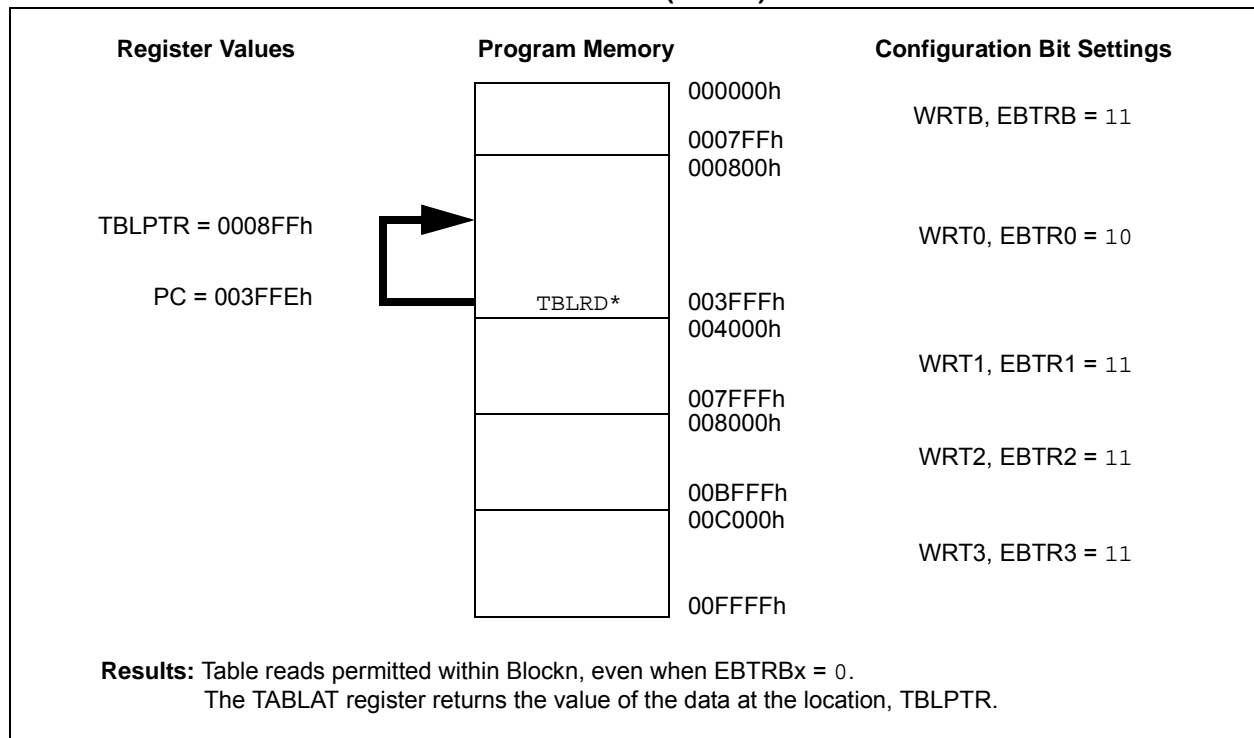 Register Values Program Memory Configuration Bit Settings
000000h
WRTB, EBTRB = 11
0007FFh
000800h
TBLPTR = 0008FFh
WRT0, EBTR0 = 10
PC = 003FFEh
TBLRD*
003FFFh
004000h
WRT1, EBTR1 = 11
007FFFh
008000h
WRT2, EBTR2 = 11
00BFFFh
00C000h
WRT3, EBTR3 = 11
00FFFFh
Results: Table reads permitted within Blockn, even when EBTRBx = 0.
The TABLAT register returns the value of the data at the location, TBLPTR.